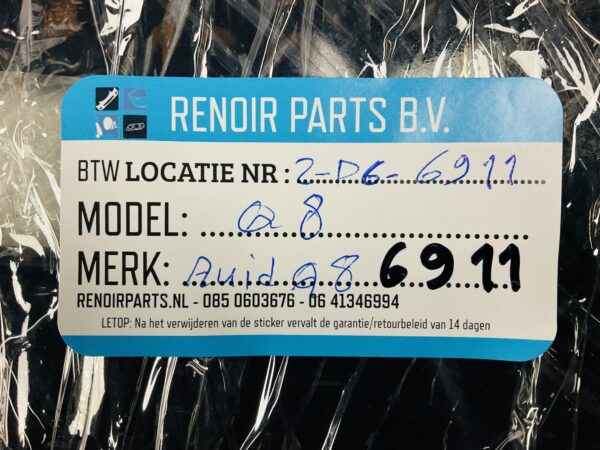 RENOIR PARTS B.V.
BTW LOCATIE NR : 2-D6-6911
MODEL: Q8
MERK: Auid Q8 6911
RENOIRPARTS.NL - 085 0603676 - 06 41346994
LETOP: Na het verwijderen van de sticker vervalt de garantie/retourbeleid van 14 dagen